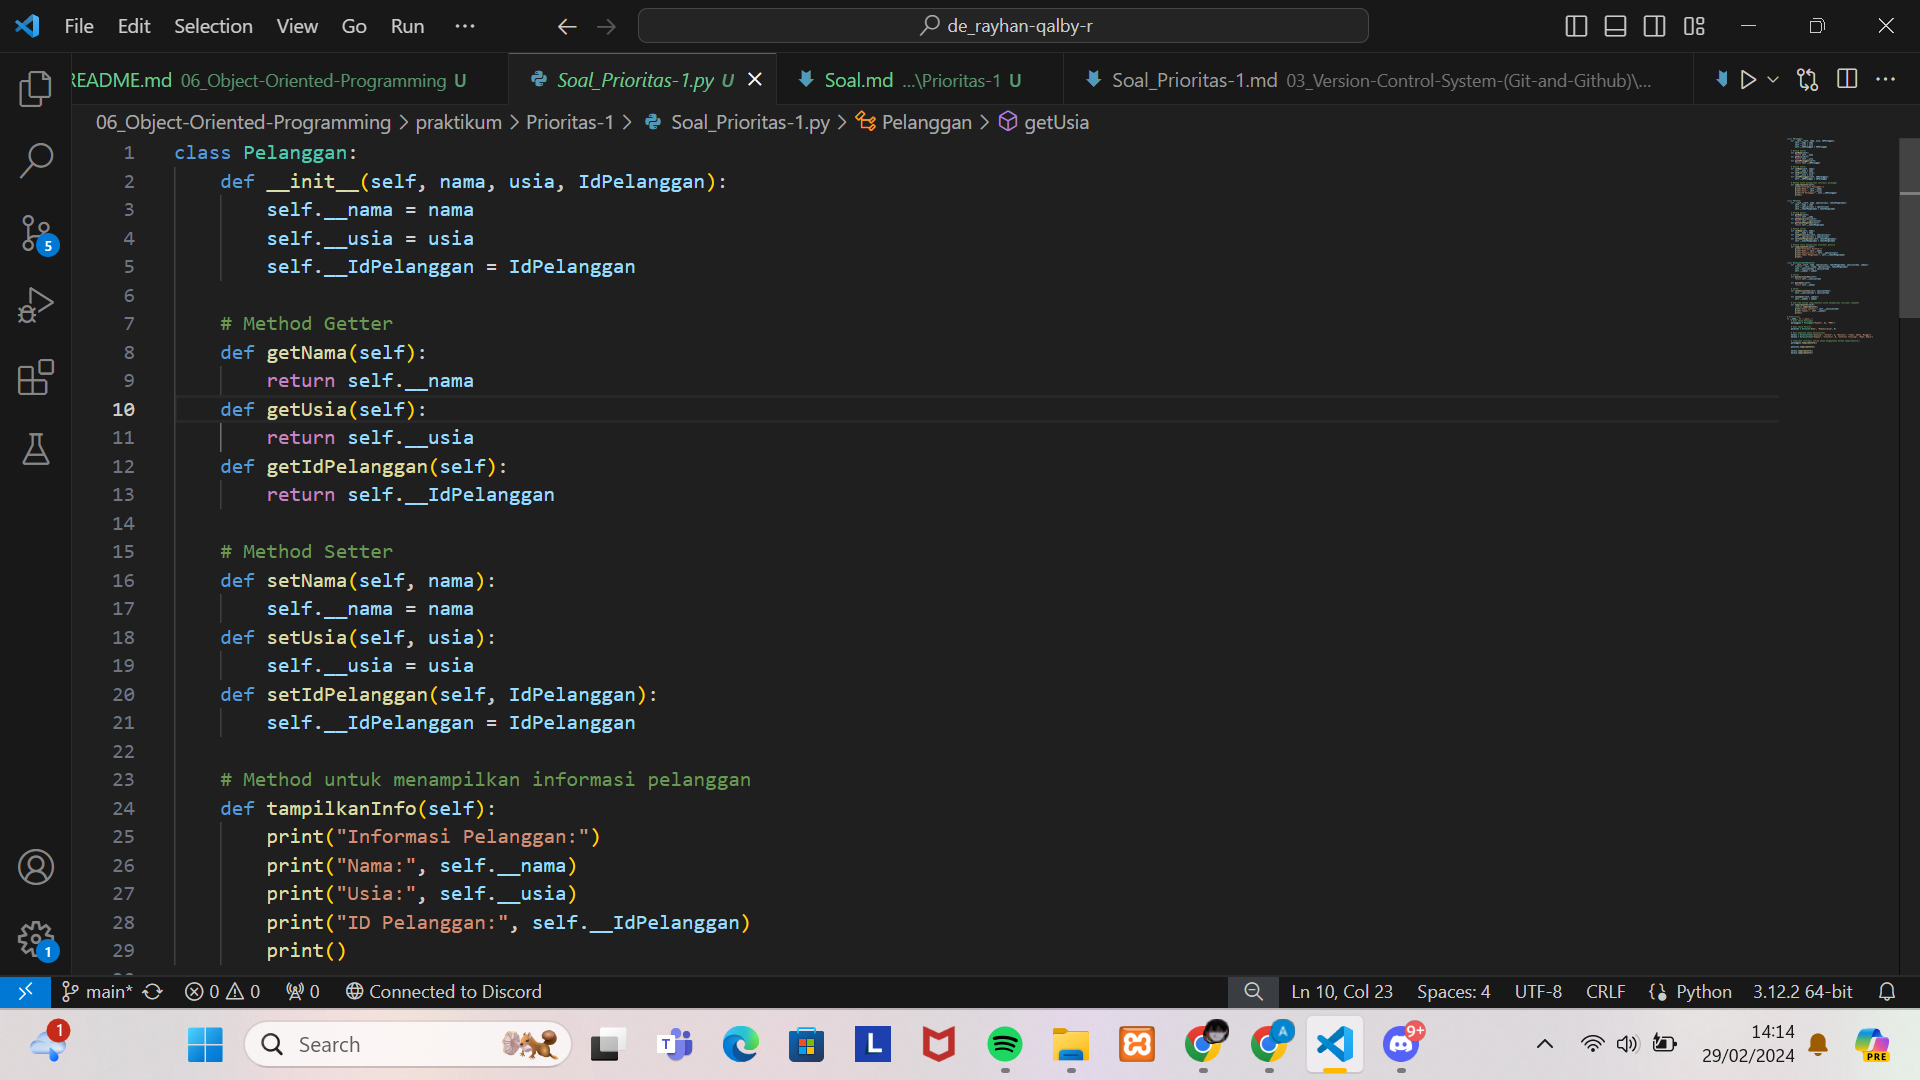 File Edit Selection View Go Run ··· de_rayhan-qalby-r
README.md 06_Object-Oriented-Programming U Soal_Prioritas-1.py U Soal.md ...\Prioritas-1 U Soal_Prioritas-1.md 03_Version-Control-System-(Git-and-Github)\...
06_Object-Oriented-Programming > praktikum > Prioritas-1 > Soal_Prioritas-1.py > Pelanggan > getUsia
1 class Pelanggan:
2     def __init__(self, nama, usia, IdPelanggan):
3         self.__nama = nama
4         self.__usia = usia
5         self.__IdPelanggan = IdPelanggan
6
7     # Method Getter
8     def getNama(self):
9         return self.__nama
10     def getUsia(self):
11         return self.__usia
12     def getIdPelanggan(self):
13         return self.__IdPelanggan
14
15     # Method Setter
16     def setNama(self, nama):
17         self.__nama = nama
18     def setUsia(self, usia):
19         self.__usia = usia
20     def setIdPelanggan(self, IdPelanggan):
21         self.__IdPelanggan = IdPelanggan
22
23     # Method untuk menampilkan informasi pelanggan
24     def tampilkanInfo(self):
25         print("Informasi Pelanggan:")
26         print("Nama:", self.__nama)
27         print("Usia:", self.__usia)
28         print("ID Pelanggan:", self.__IdPelanggan)
29         print()
5
1
main* 0 0 0 Connected to Discord Ln 10, Col 23 Spaces: 4 UTF-8 CRLF Python 3.12.2 64-bit
1 Search T L A 9+ 14:14 PRE
29/02/2024